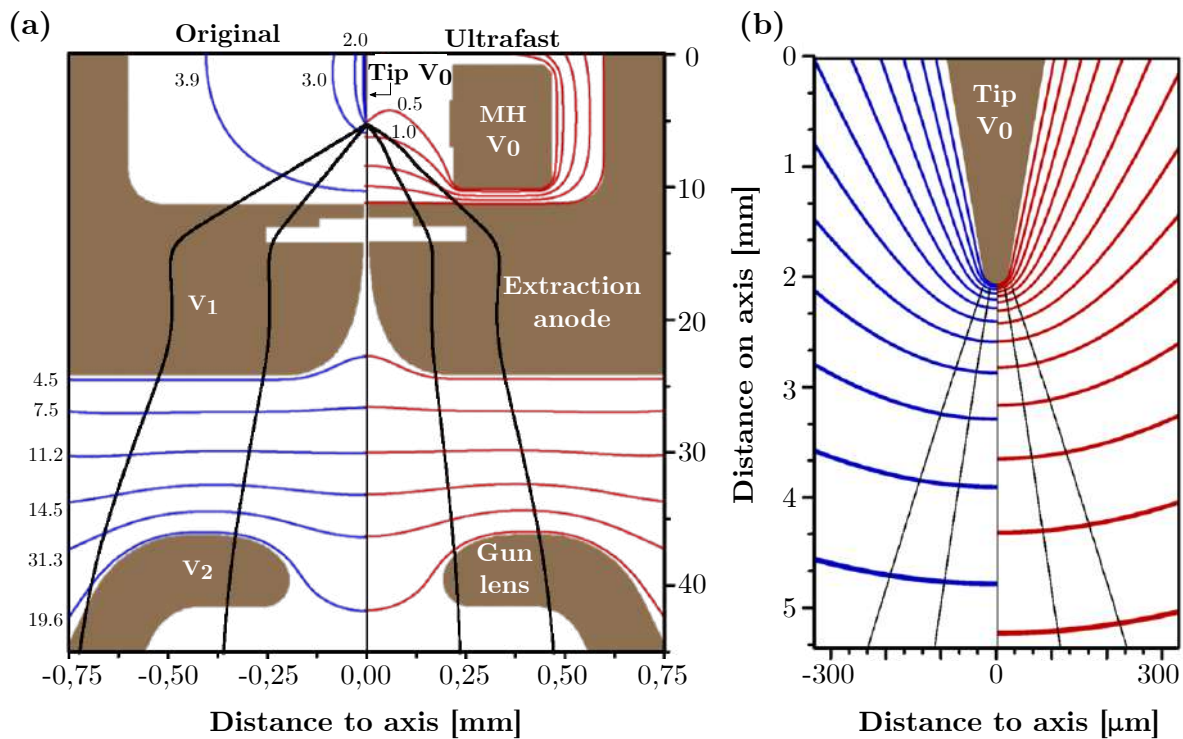 (a)
Original
2.0
Ultrafast
3.9
3.0
Tip V0
0.5
1.0
MH
V0
0
10
20
30
40
V1
Extraction
anode
4.5
7.5
11.2
14.5
31.3
19.6
V2
Gun
lens
-0,75
-0,50
-0,25
0,00
0,25
0,50
0,75
Distance to axis [mm]
(b)
Tip
V0
0
1
2
3
4
5
Distance on axis [mm]
-300
0
300
Distance to axis [μm]